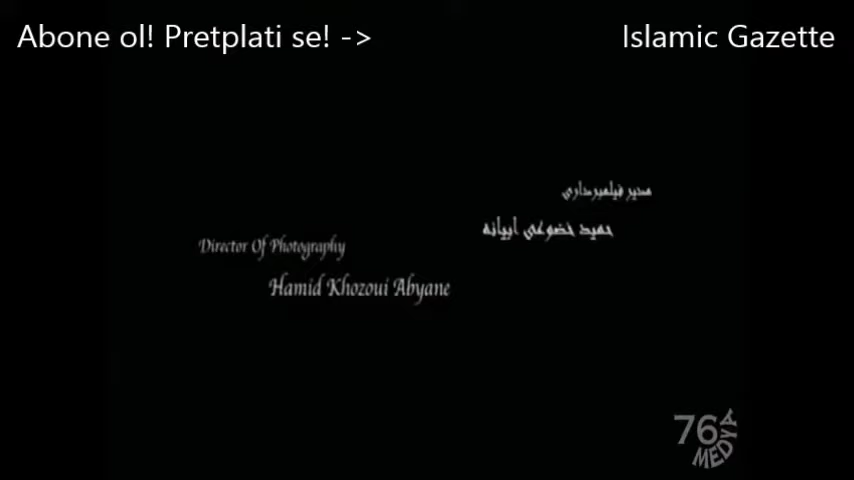 Abone ol! Pretplati se! ->
Islamic Gazette
مدیر فیلمبرداری
حمید خضوعی ابیانه
Director Of Photography
Hamid Khozoui Abyane
76
MEDYA